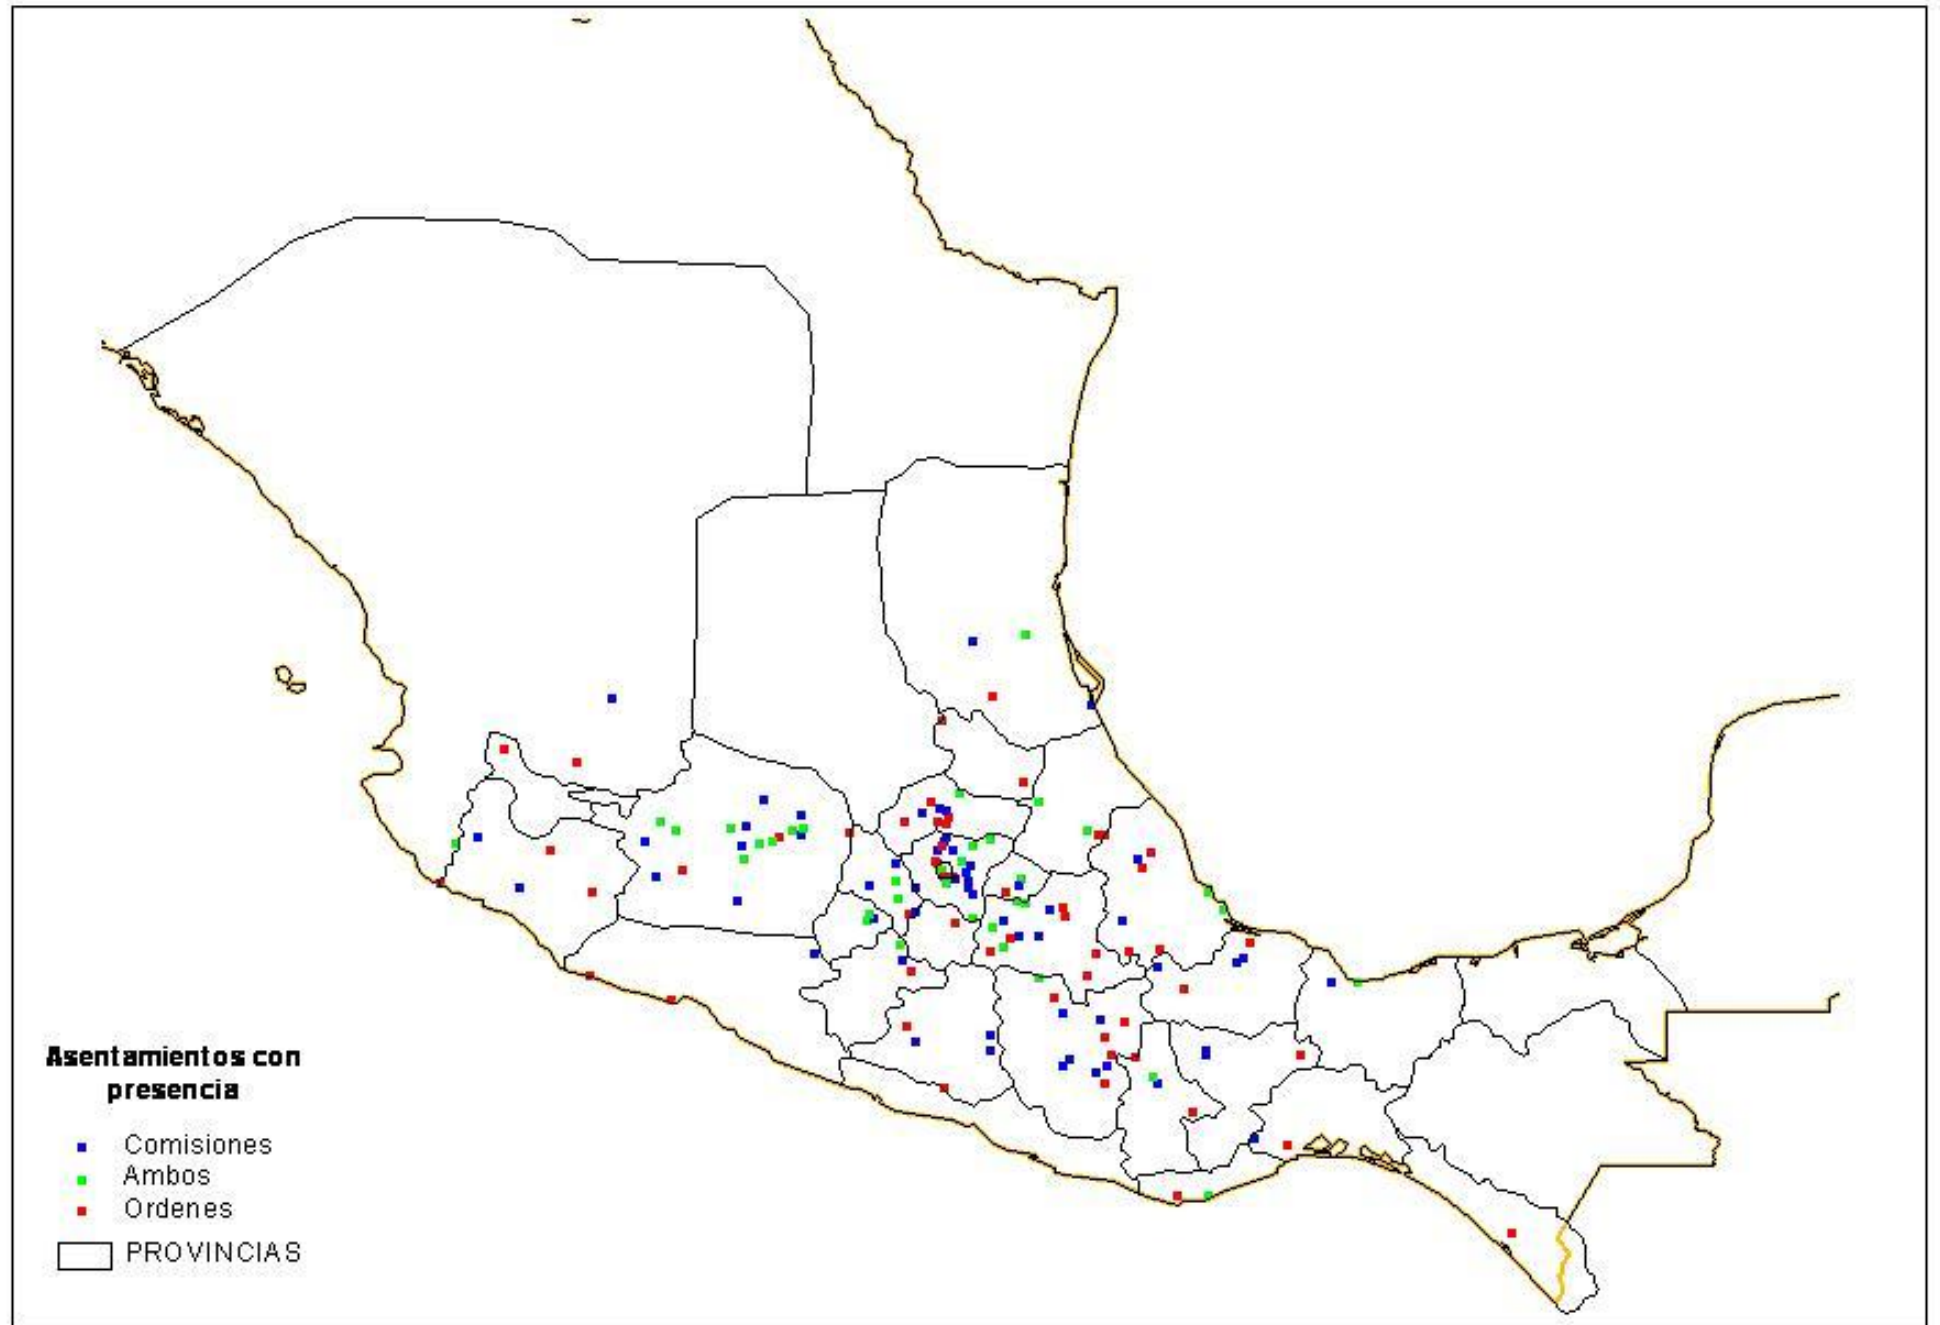 Asentamientos con
presencia
Comisiones
Ambos
Ordenes
PROVINCIAS